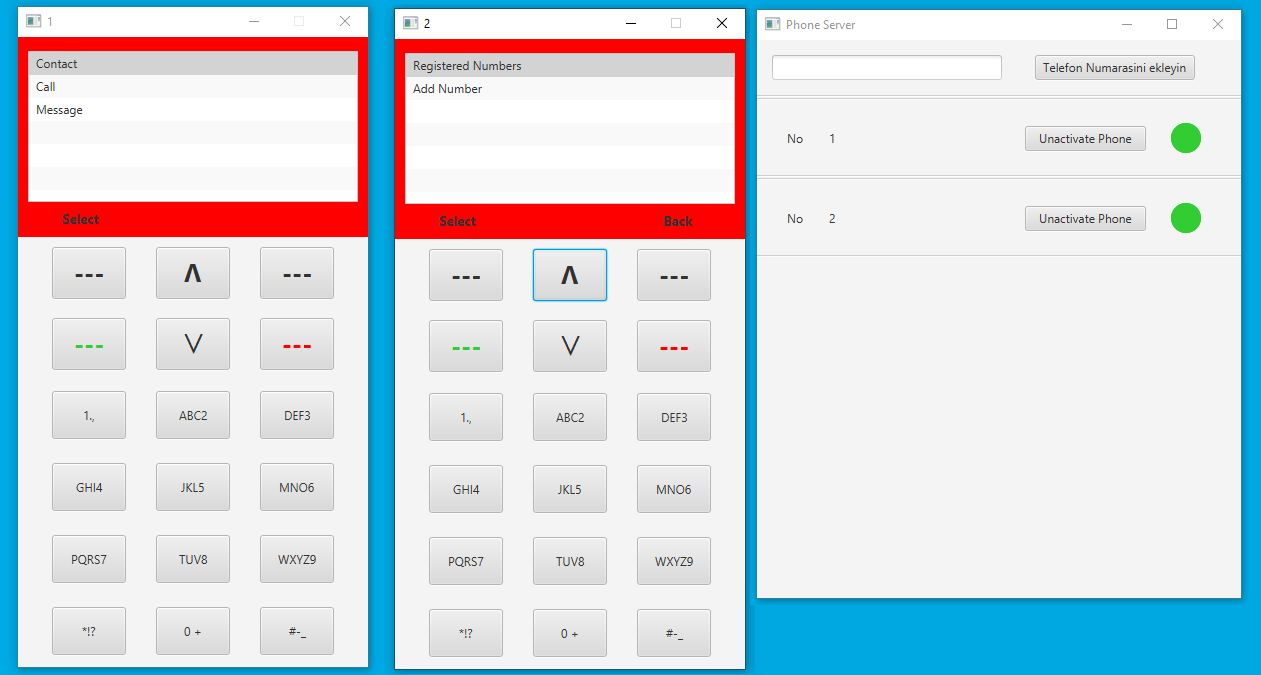 1
Contact
Call
Message
Select
--- Λ ---
--- V ---
1., ABC2 DEF3
GHI4 JKL5 MNO6
PQRS7 TUV8 WXYZ9
*!? 0 + #-_
2
Registered Numbers
Add Number
Select Back
--- Λ ---
--- V ---
1., ABC2 DEF3
GHI4 JKL5 MNO6
PQRS7 TUV8 WXYZ9
*!? 0 + #-_
Phone Server
Telefon Numarasini ekleyin
No 1 Unactivate Phone
No 2 Unactivate Phone